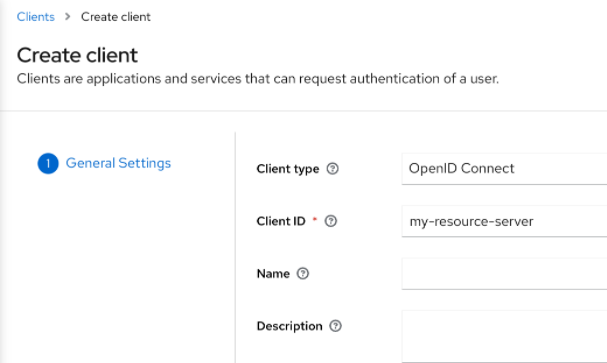 Clients > Create client
Create client
Clients are applications and services that can request authentication of a user.
1 General Settings
Client type
OpenID Connect
Client ID *
my-resource-server
Name
Description